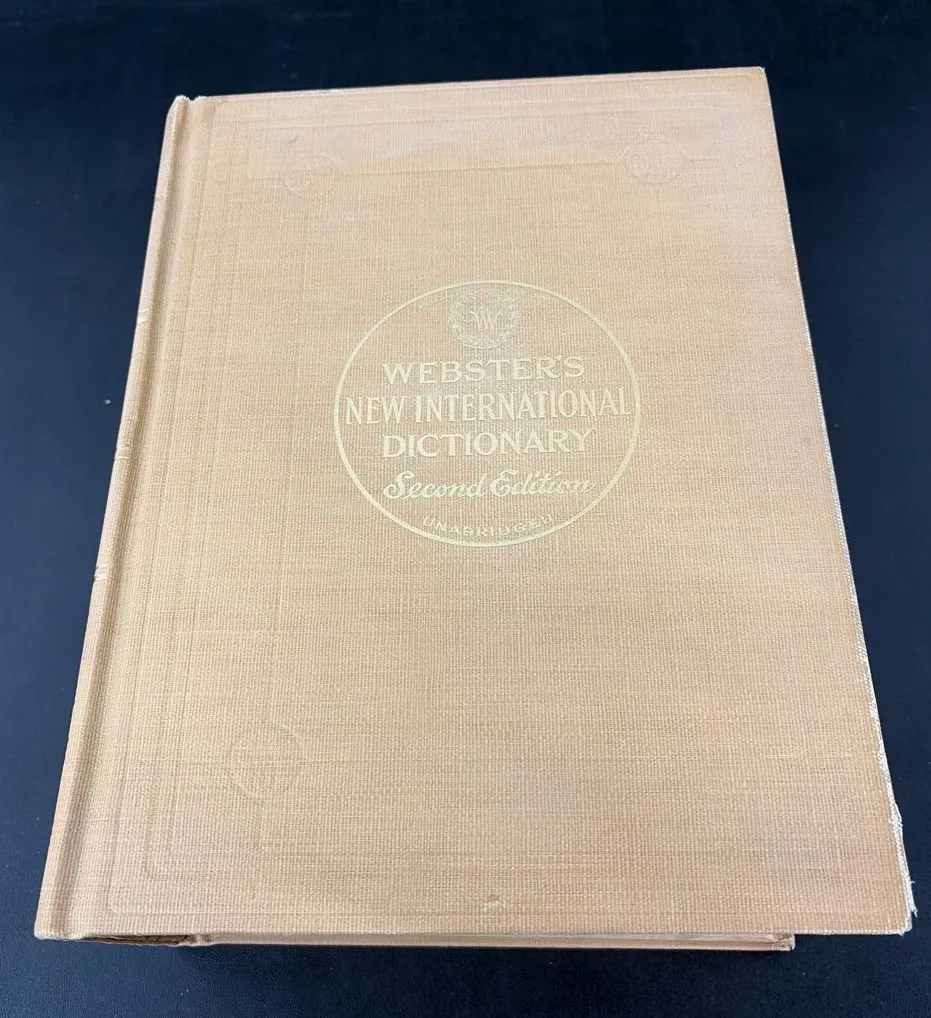 W
WEBSTER'S
NEW INTERNATIONAL
DICTIONARY
Second Edition
UNABRIDGED